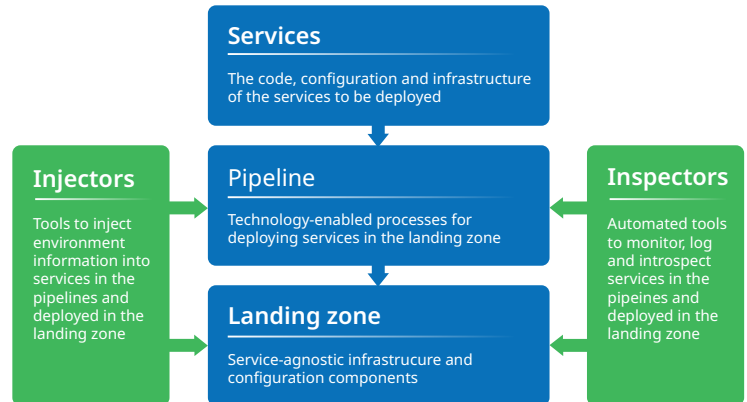 Services
The code, configuration and infrastructure
of the services to be deployed
Injectors
Tools to inject
environment
information into
services in the
pipelines and
deployed in the
landing zone
Pipeline
Technology-enabled processes for
deploying services in the landing zone
Landing zone
Service-agnostic infrastrucure and
configuration components
Inspectors
Automated tools
to monitor, log
and introspect
services in the
pipeines and
deployed in the
landing zone